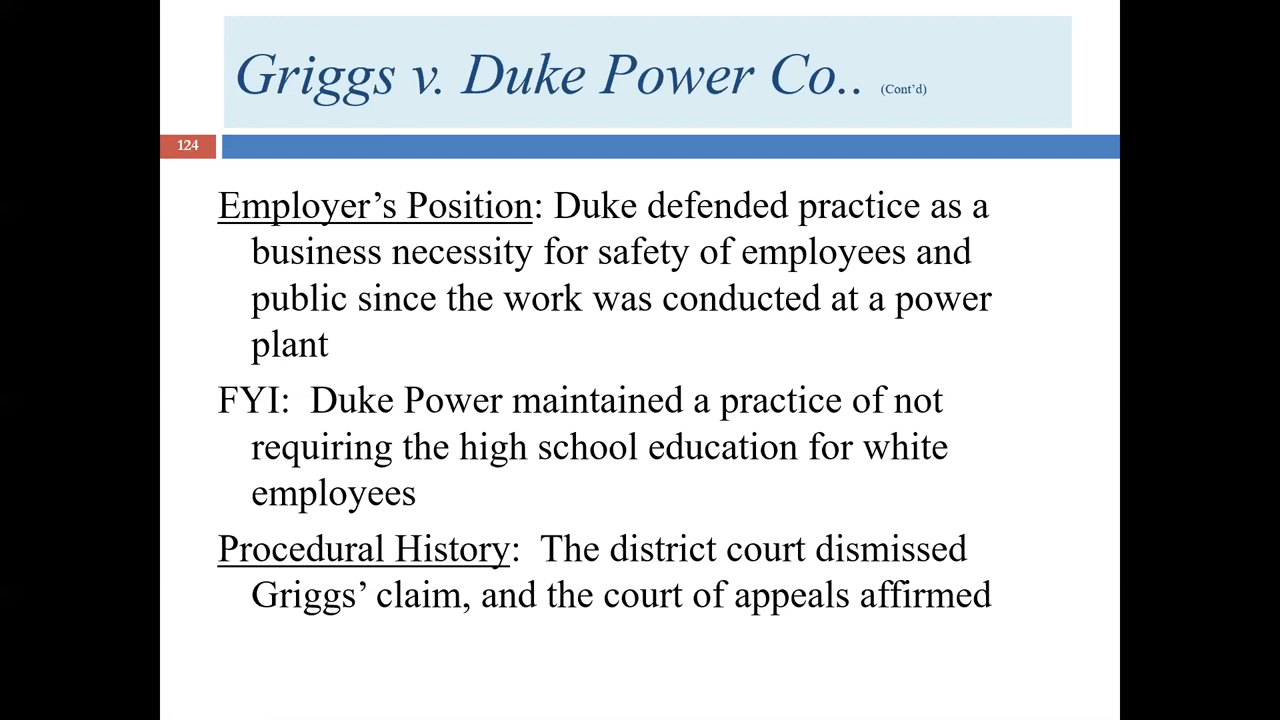 Griggs v. Duke Power Co.. (Cont’d)
124
Employer’s Position: Duke defended practice as a
business necessity for safety of employees and
public since the work was conducted at a power
plant
FYI:  Duke Power maintained a practice of not
requiring the high school education for white
employees
Procedural History:  The district court dismissed
Griggs’ claim, and the court of appeals affirmed